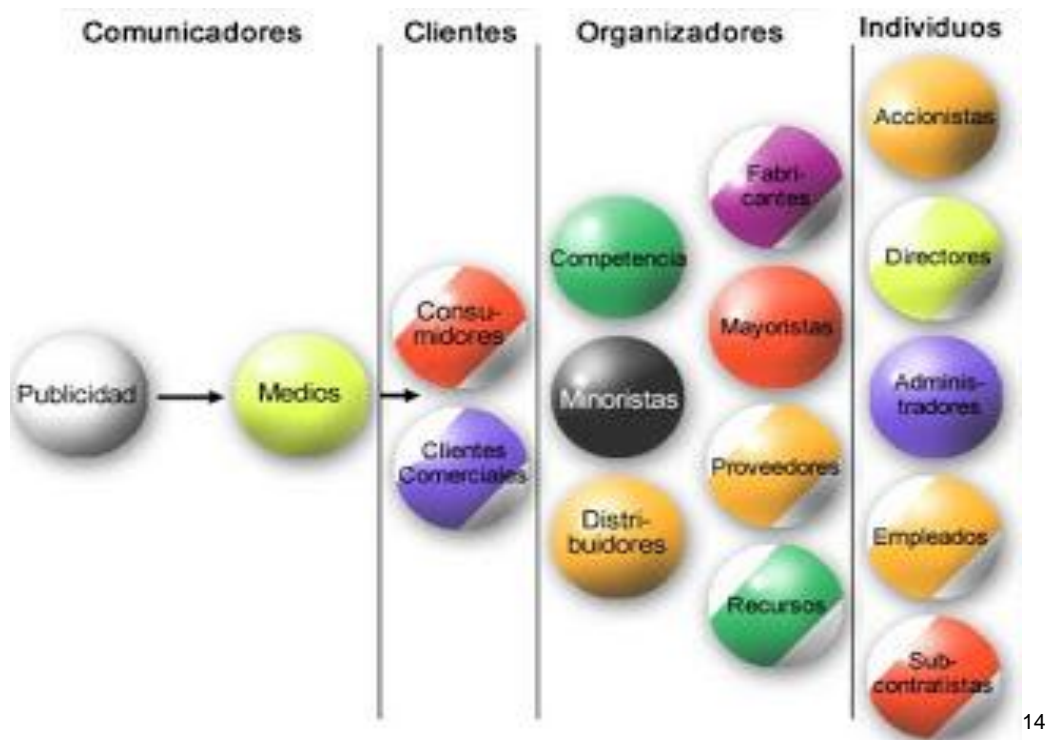 Comunicadores
Clientes
Organizadores
Individuos
Publicidad
Medios
Consu-
midores
Clientes
Comerciales
Competencia
Minoristas
Distri-
buidores
Fabri-
cantes
Mayoristas
Proveedores
Recursos
Accionistas
Directores
Adminis-
tradores
Empleados
Sub-
contratistas
14